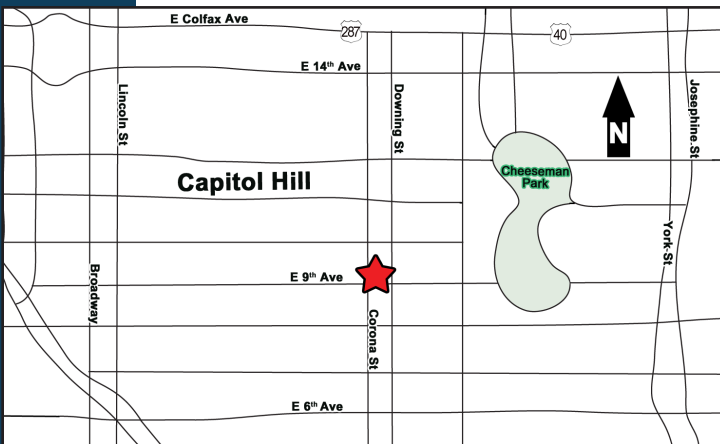 E Colfax Ave
287
40
E 14th Ave
Lincoln St
Downing St
Josephine St
N
Capitol Hill
Cheeseman
Park
York St
Broadway
E 9th Ave
Corona St
E 6th Ave